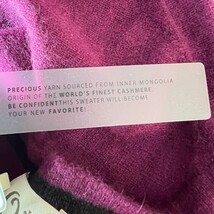 PRECIOUS YARN SOURCED FROM INNER-MONGOLIA
ORIGIN OF THE WORLD'S FINEST CASHMERE.
BE CONFIDENT THIS SWEATER WILL BECOME
YOUR NEW FAVORITE!